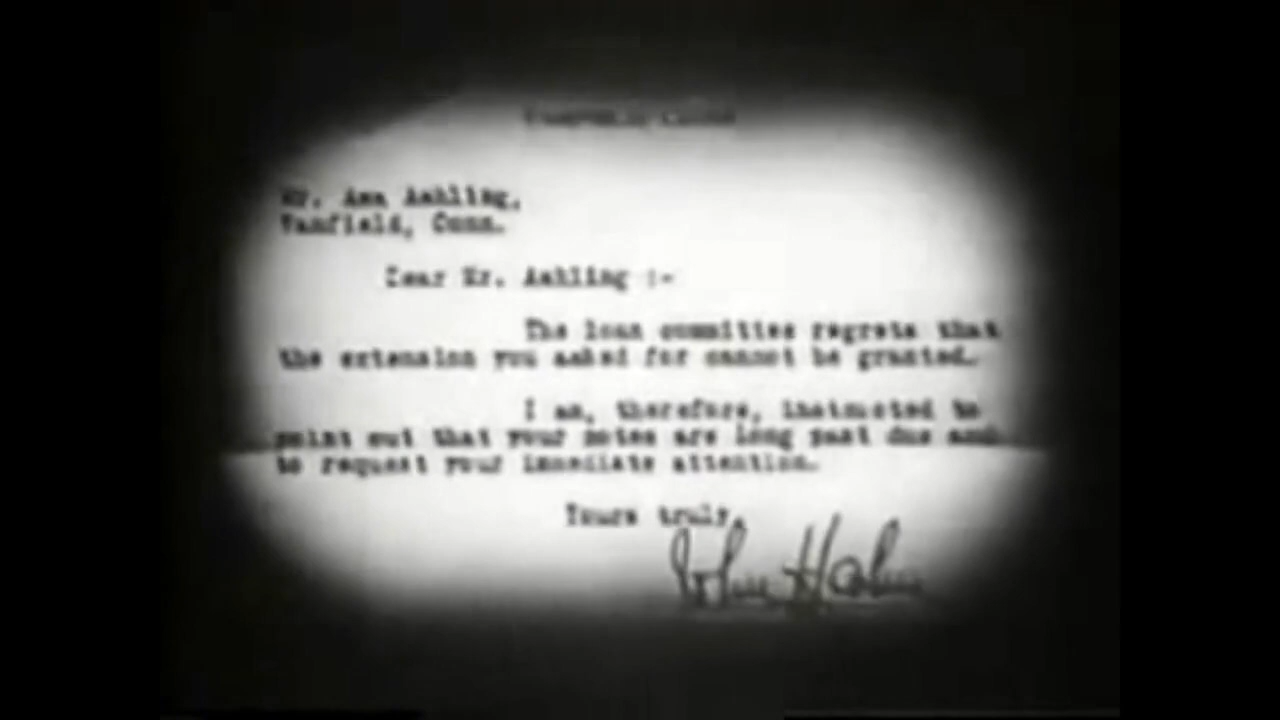 Mr. Asa Ashling,
Vanfield, Conn.
Dear Mr. Ashling :-
The loan committee regrets that
the extension you asked for cannot be granted.
I am, therefore, instructed to
point out that your notes are long past due and
to request your immediate attention.
Yours truly,
John